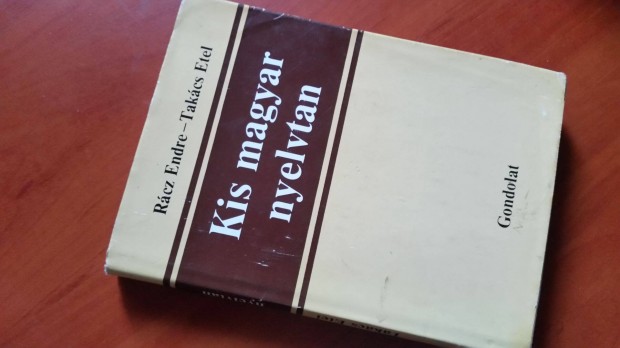 Rácz Endre–Takács Etel
Kis magyar
nyelvtan
Gondolat